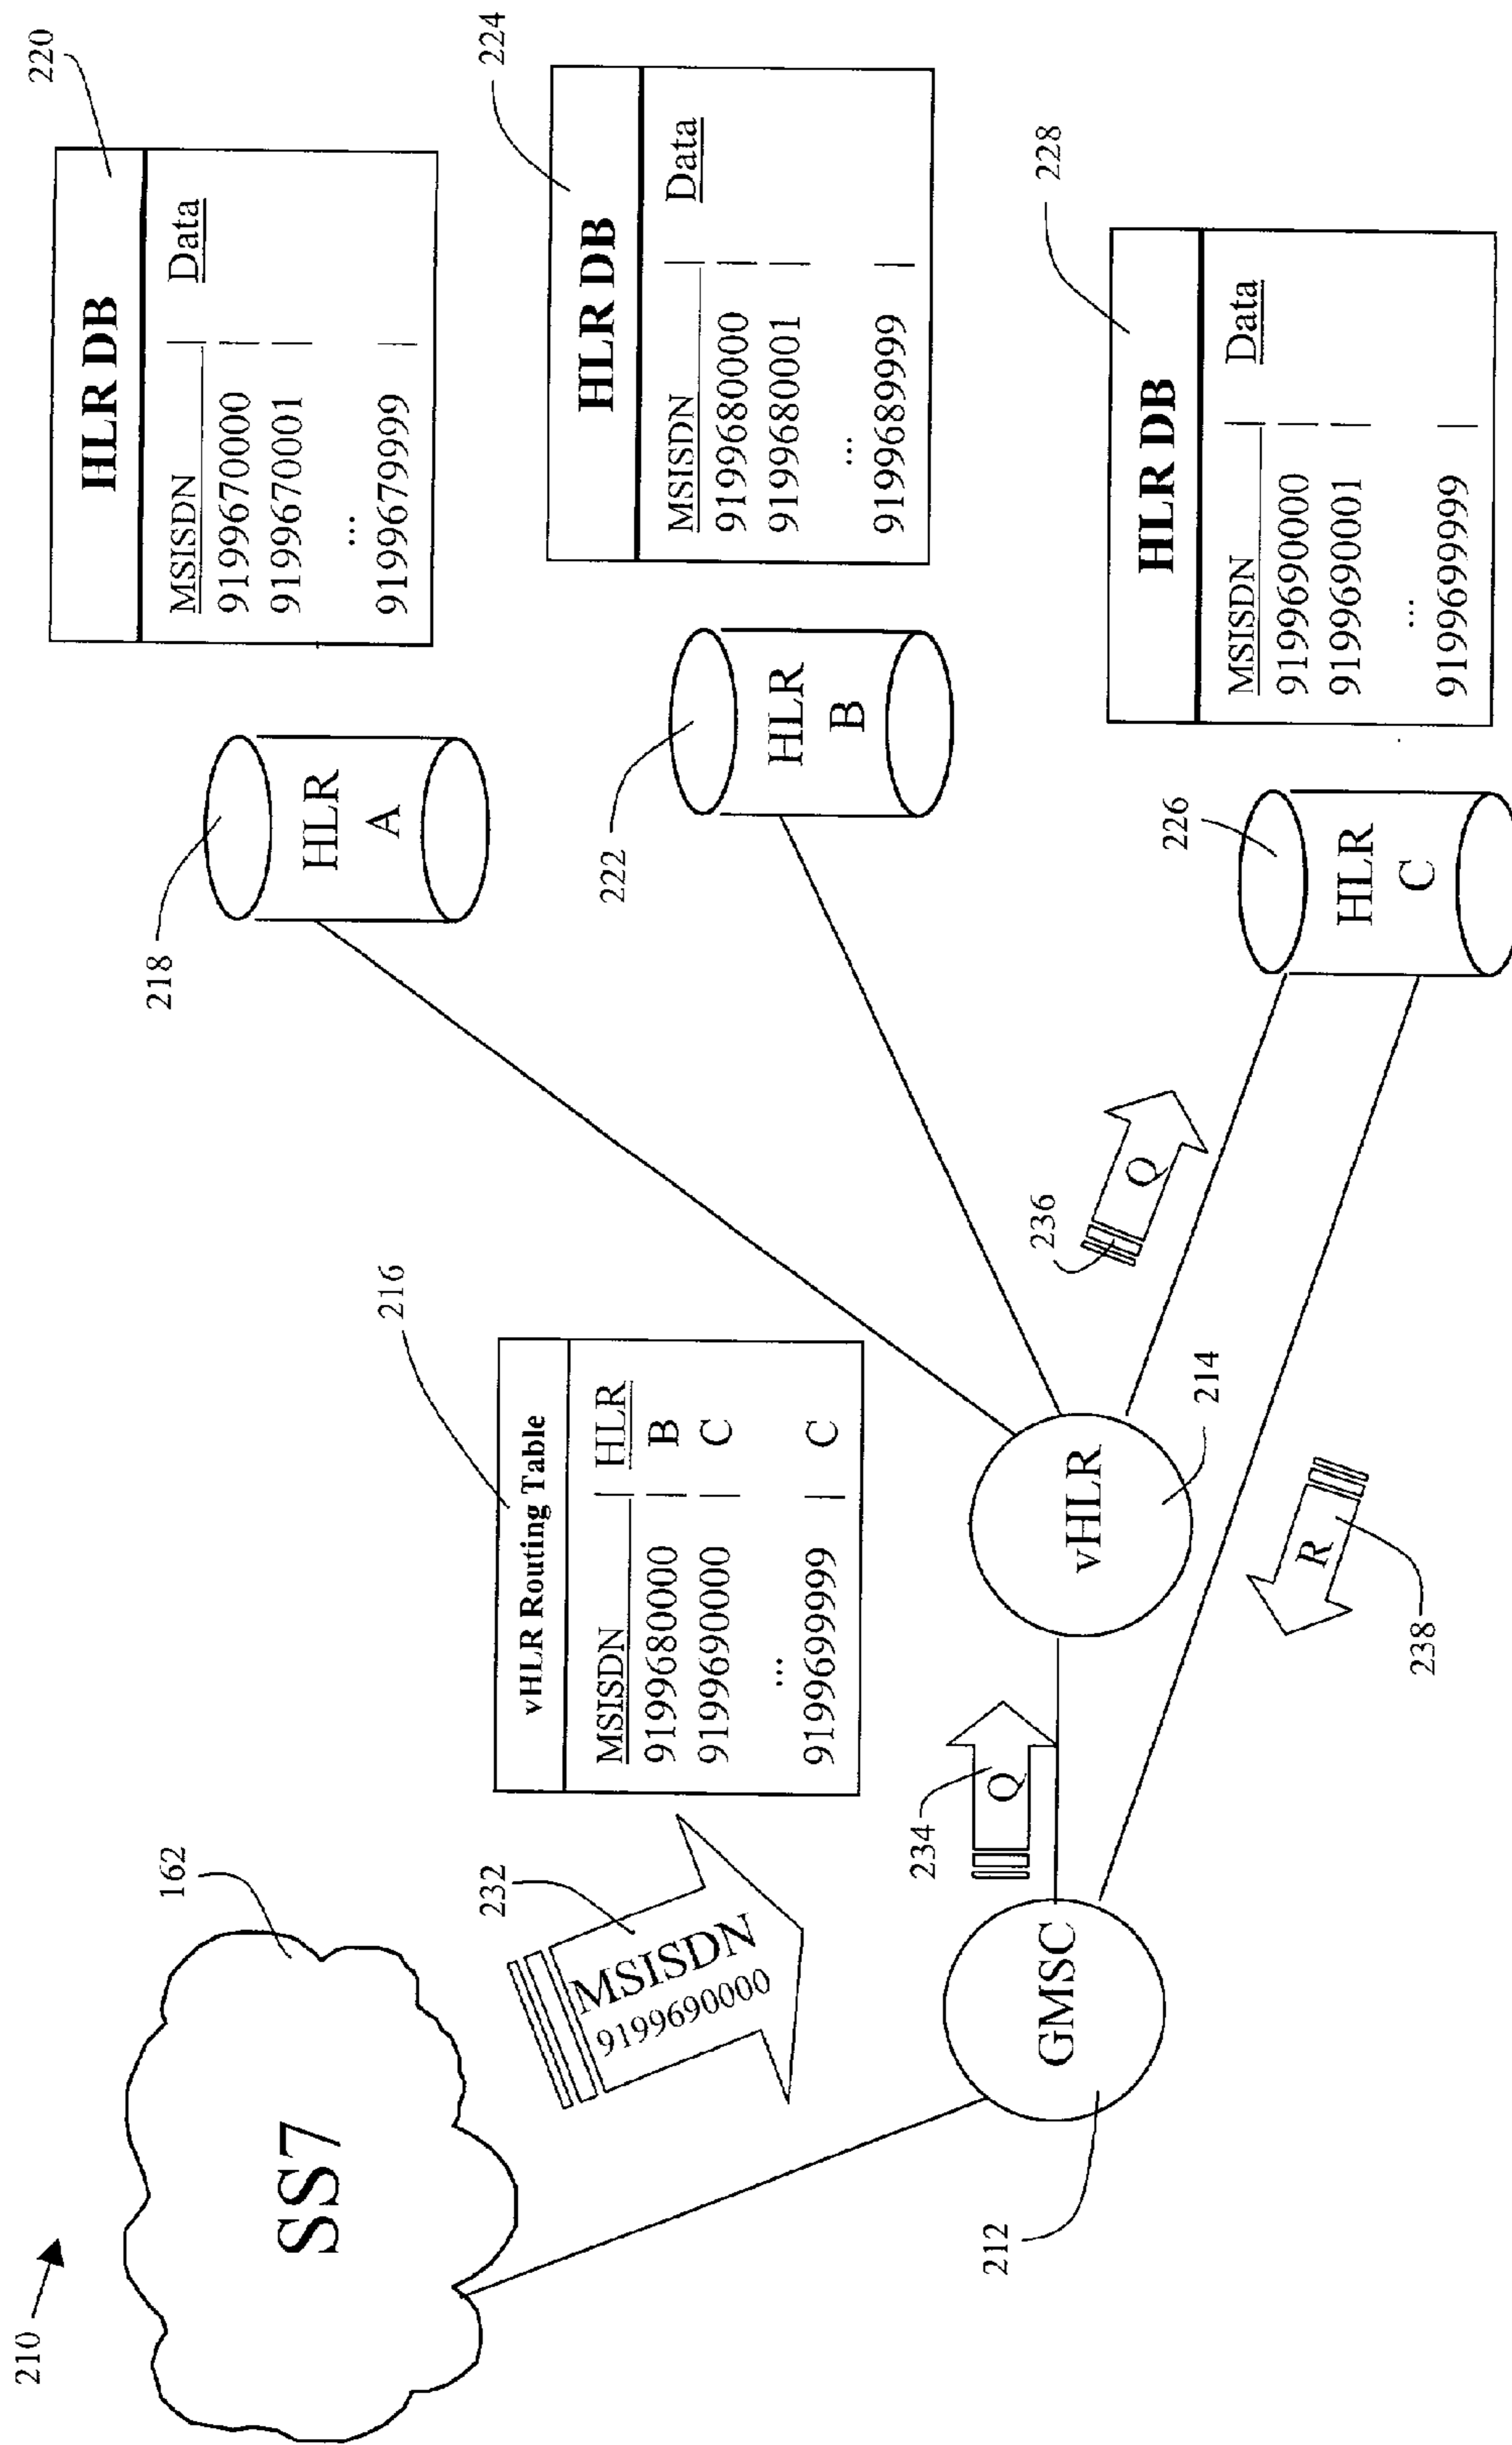 210
SS7
162
MSISDN
9199690000
232
212
GMSC
234
Q
vHLR Routing Table
MSISDN | HLR
9199680000 | B
9199690000 | C
...
9199699999 | C
216
vHLR
214
236
Q
R
238
218
HLR
A
220
HLR DB
MSISDN | Data
9199670000 |
9199670001 |
...
9199679999 |
222
HLR
B
224
HLR DB
MSISDN | Data
9199680000 |
9199680001 |
...
9199689999 |
226
HLR
C
228
HLR DB
MSISDN | Data
9199690000 |
9199690001 |
...
9199699999 |